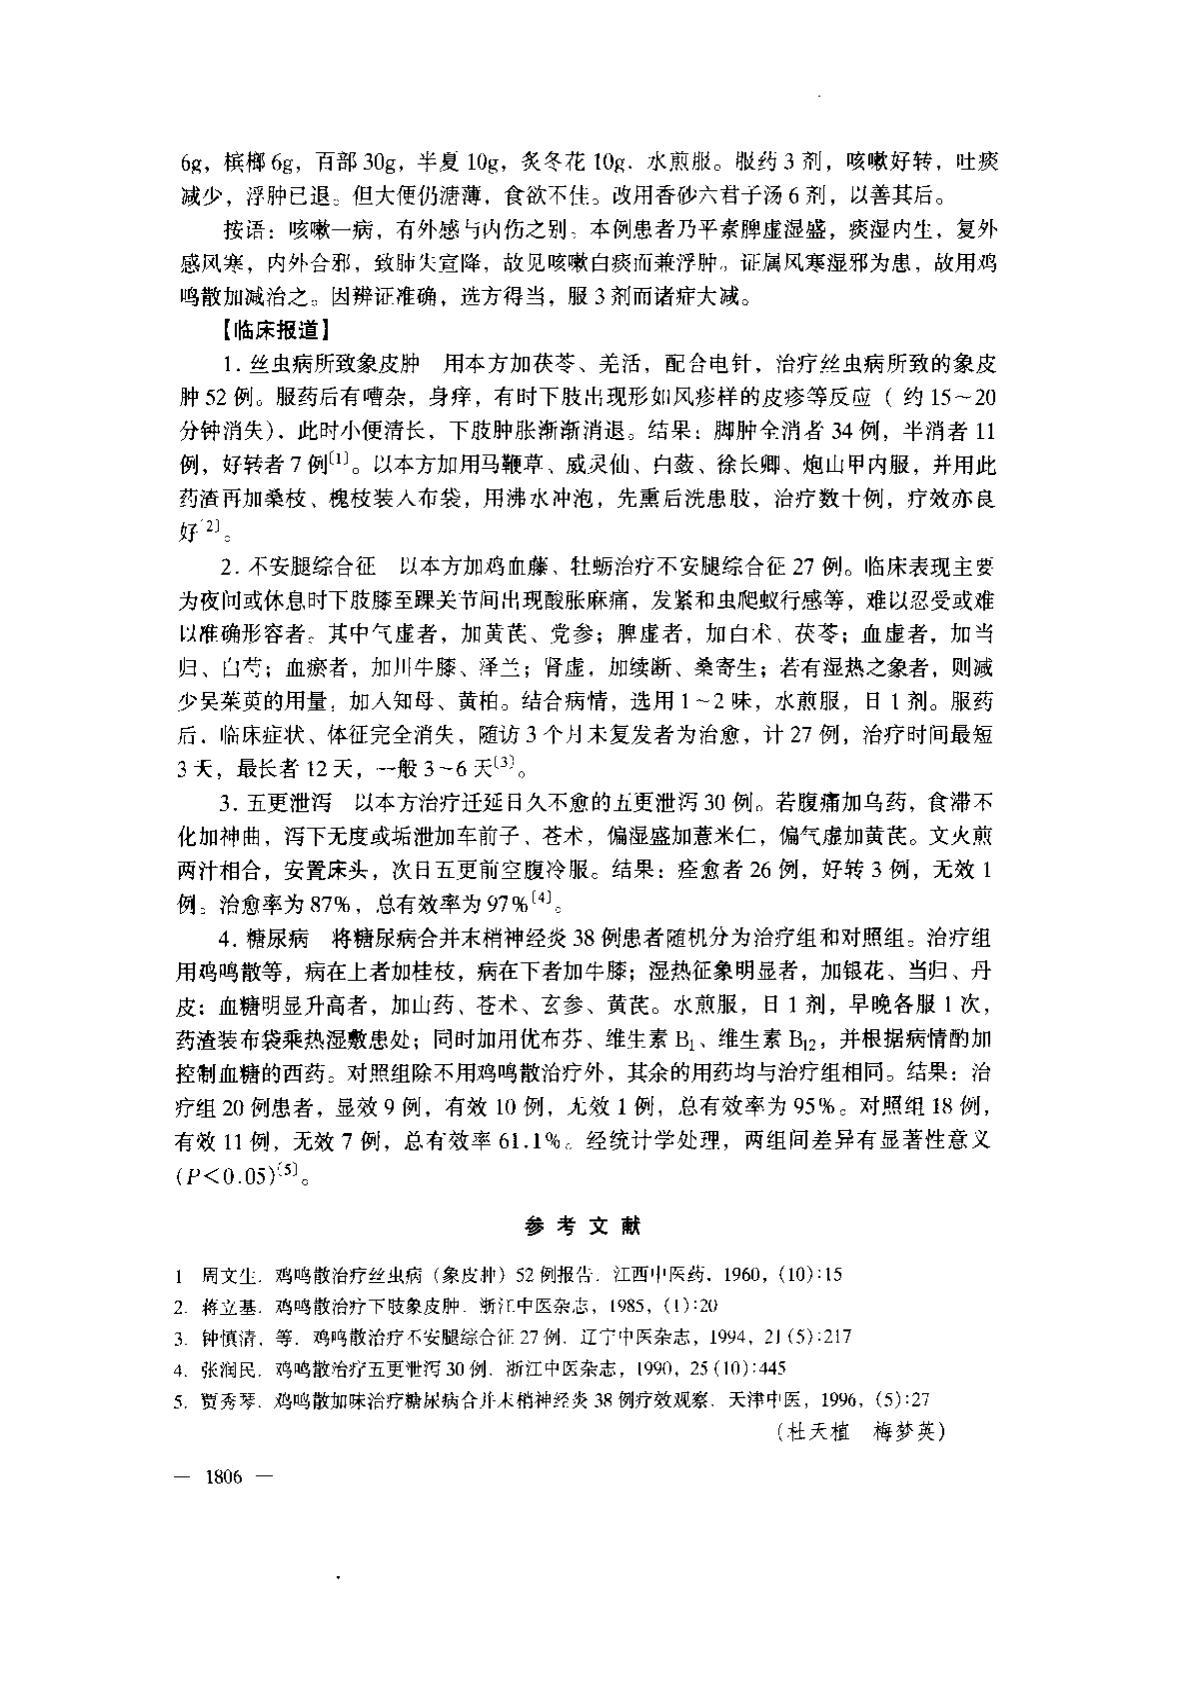 6g，槟榔 6g，百部 30g，半夏 10g，炙冬花 10g．水煎服。服药 3 剂，咳嗽好转，吐痰
减少，浮肿已退。但大便仍溏薄，食欲不佳。改用香砂六君子汤 6 剂，以善其后。
按语：咳嗽一病，有外感与内伤之别。本例患者乃平素脾虚湿盛，痰湿内生，复外
感风寒，内外合邪，致肺失宣降，故见咳嗽白痰而兼浮肿。证属风寒湿邪为患，故用鸡
鸣散加减治之。因辨证准确，选方得当，服 3 剂而诸症大减。
【临床报道】
1. 丝虫病所致象皮肿　用本方加茯苓、羌活，配合电针，治疗丝虫病所致的象皮
肿 52 例。服药后有嘈杂，身痒，有时下肢出现形如风疹样的皮疹等反应（约 15～20
分钟消失），此时小便清长，下肢肿胀渐渐消退。结果：脚肿全消者 34 例，半消者 11
例，好转者 7 例〔1〕。以本方加用马鞭草、威灵仙、白蔹、徐长卿、炮山甲内服，并用此
药渣再加桑枝、槐枝装入布袋，用沸水冲泡，先熏后洗患肢，治疗数十例，疗效亦良
好〔2〕。
2. 不安腿综合征　以本方加鸡血藤、牡蛎治疗不安腿综合征 27 例。临床表现主要
为夜间或休息时下肢膝至踝关节间出现酸胀麻痛，发紧和虫爬蚁行感等，难以忍受或难
以准确形容者。其中气虚者，加黄芪、党参；脾虚者，加白术、茯苓；血虚者，加当
归、白芍；血瘀者，加川牛膝、泽兰；肾虚，加续断、桑寄生；若有湿热之象者，则减
少吴茱萸的用量，加入知母、黄柏。结合病情，选用 1～2 味，水煎服，日 1 剂。服药
后，临床症状、体征完全消失，随访 3 个月未复发者为治愈，计 27 例，治疗时间最短
3 天，最长者 12 天，一般 3～6 天〔3〕。
3. 五更泄泻　以本方治疗迁延日久不愈的五更泄泻 30 例。若腹痛加乌药，食滞不
化加神曲，泻下无度或垢泄加车前子、苍术，偏湿盛加薏米仁，偏气虚加黄芪。文火煎
两汁相合，安置床头，次日五更前空腹冷服。结果：痊愈者 26 例，好转 3 例，无效 1
例。治愈率为 87%，总有效率为 97%〔4〕。
4. 糖尿病　将糖尿病合并末梢神经炎 38 例患者随机分为治疗组和对照组。治疗组
用鸡鸣散等，病在上者加桂枝，病在下者加牛膝；湿热征象明显者，加银花、当归、丹
皮；血糖明显升高者，加山药、苍术、玄参、黄芪。水煎服，日 1 剂，早晚各服 1 次，
药渣装布袋乘热湿敷患处；同时加用优布芬、维生素 B1、维生素 B12，并根据病情酌加
控制血糖的西药。对照组除不用鸡鸣散治疗外，其余的用药均与治疗组相同。结果：治
疗组 20 例患者，显效 9 例，有效 10 例，无效 1 例，总有效率为 95%。对照组 18 例，
有效 11 例，无效 7 例，总有效率 61.1%。经统计学处理，两组间差异有显著性意义
（P＜0.05）〔5〕。
参 考 文 献
1　周文生．鸡鸣散治疗丝虫病（象皮肿）52 例报告．江西中医药．1960，(10):15
2. 蒋立基．鸡鸣散治疗下肢象皮肿．浙江中医杂志，1985，(1):20
3. 钟慎清，等．鸡鸣散治疗不安腿综合征 27 例．辽宁中医杂志，1994，21 (5):217
4. 张润民．鸡鸣散治疗五更泄泻 30 例．浙江中医杂志，1990，25 (10):445
5. 贾秀琴．鸡鸣散加味治疗糖尿病合并末梢神经炎 38 例疗效观察．天津中医，1996，(5):27
（杜天植　梅梦英）
— 1806 —